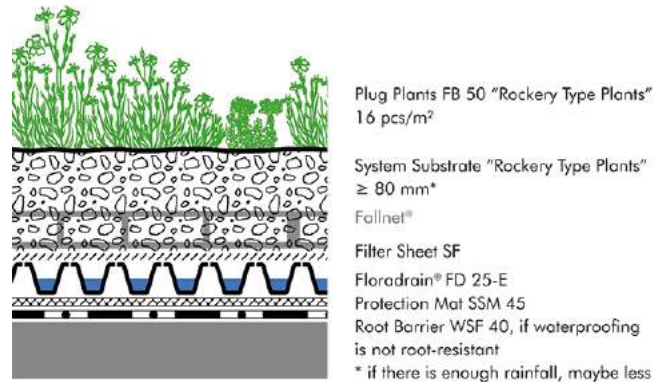 Plug Plants FB 50 “Rockery Type Plants”
16 pcs/m²
System Substrate “Rockery Type Plants”
≥ 80 mm*
Fallnet®
Filter Sheet SF
Floradrain® FD 25-E
Protection Mat SSM 45
Root Barrier WSF 40, if waterproofing
is not root-resistant
* if there is enough rainfall, maybe less